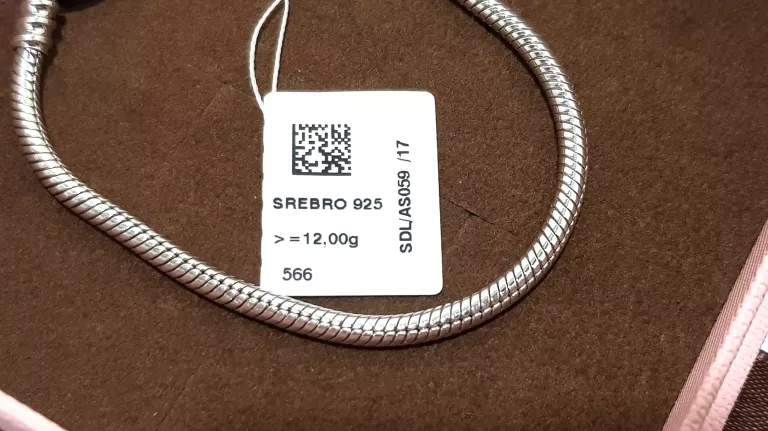 SREBRO 925
>=12,00g
566
SDL/AS059 /17